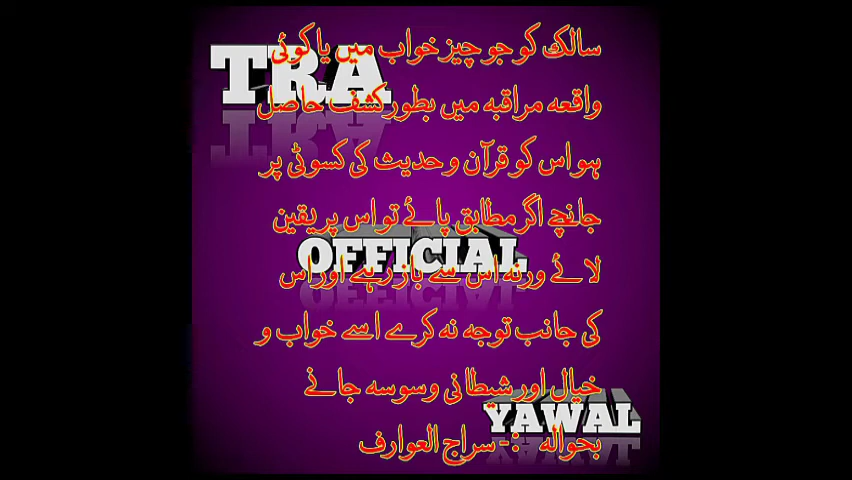 سالک کو جو چیز خواب میں یا کوئی
TRA
واقعہ مراقبہ میں بطور کشف حاصل
ہو اس کو قرآن و حدیث کی کسوٹی پر
جانچے اگر مطابق پائے تو اس پر یقین
OFFICIAL
لائے ورنہ اس سے باز رہے اور اس
کی جانب توجہ نہ کرے اسے خواب و
خیال اور شیطانی وسوسہ جانے
YAWAL
بحوالہ :- سراج العوارف